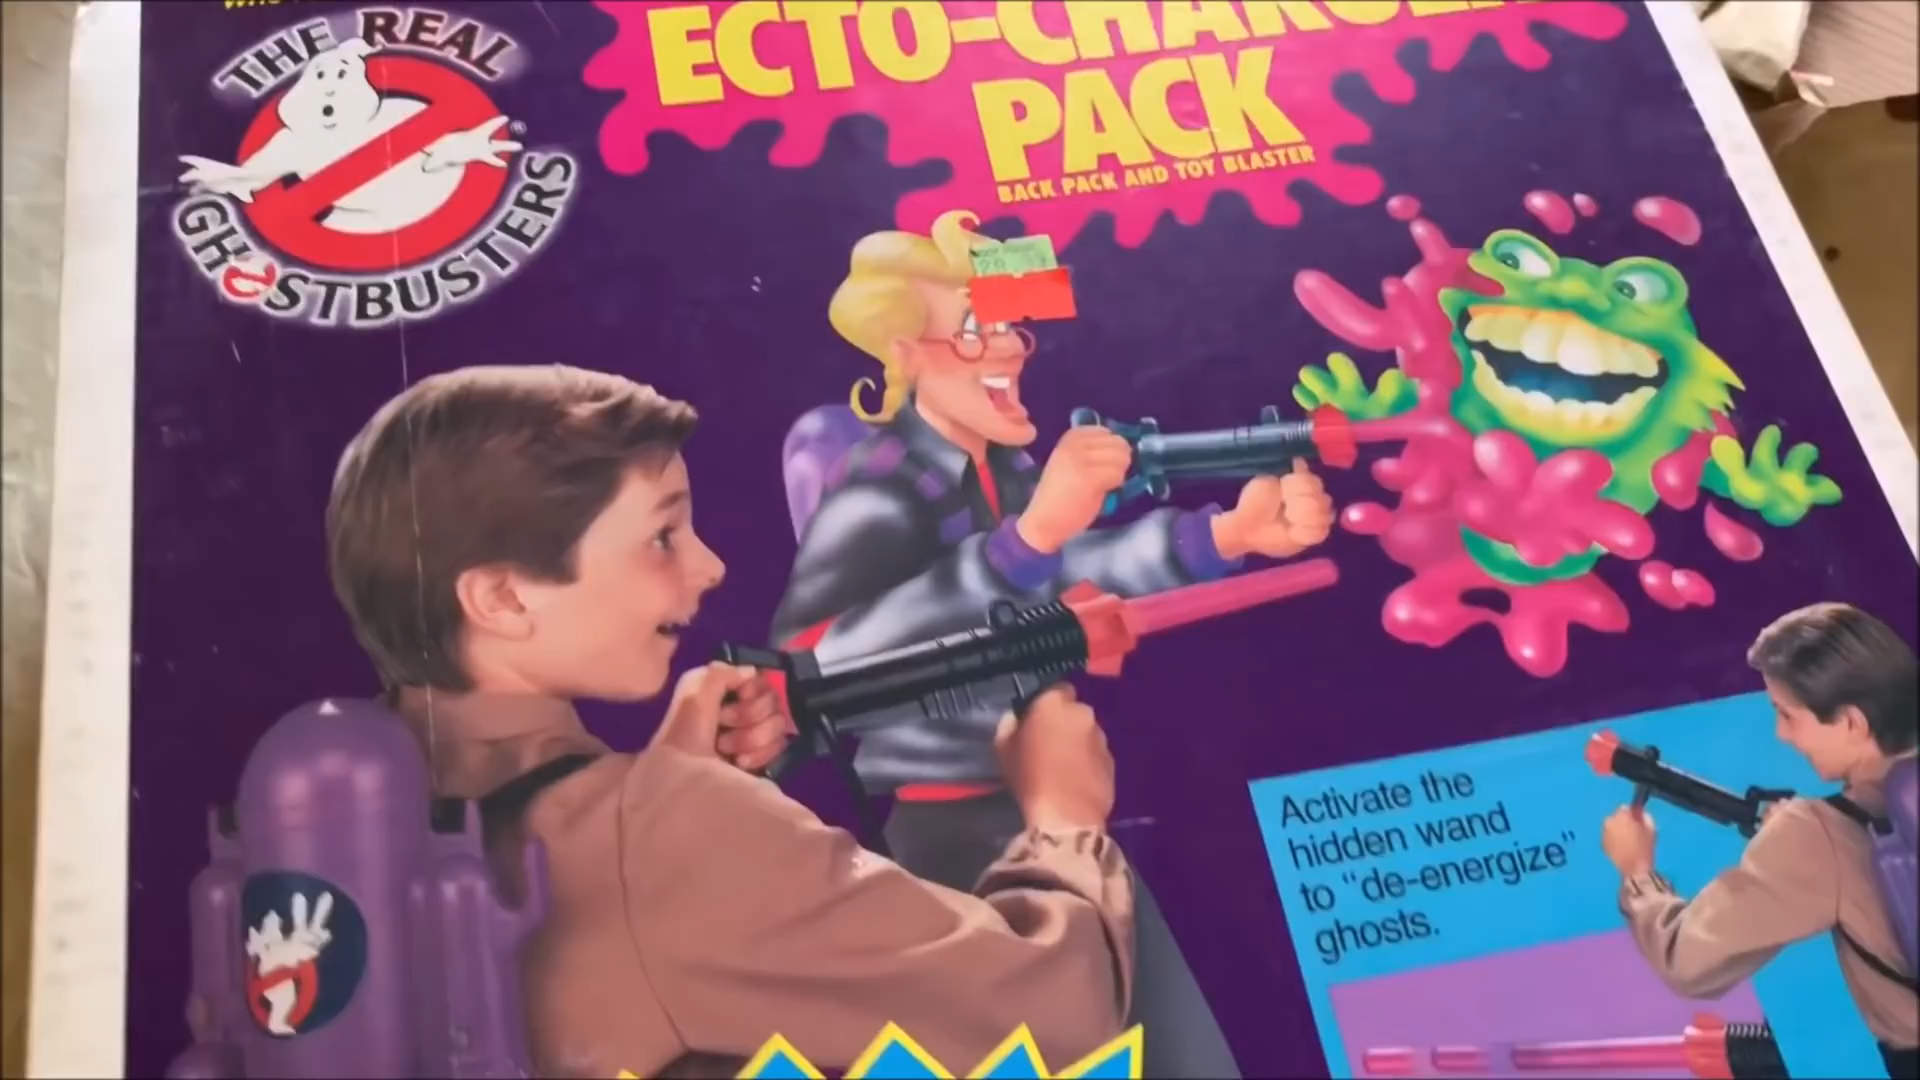 THE REAL
GHOSTBUSTERS
®
ECTO-CHARGER
PACK
BACK PACK AND TOY BLASTER
Activate the
hidden wand
to “de-energize”
ghosts.